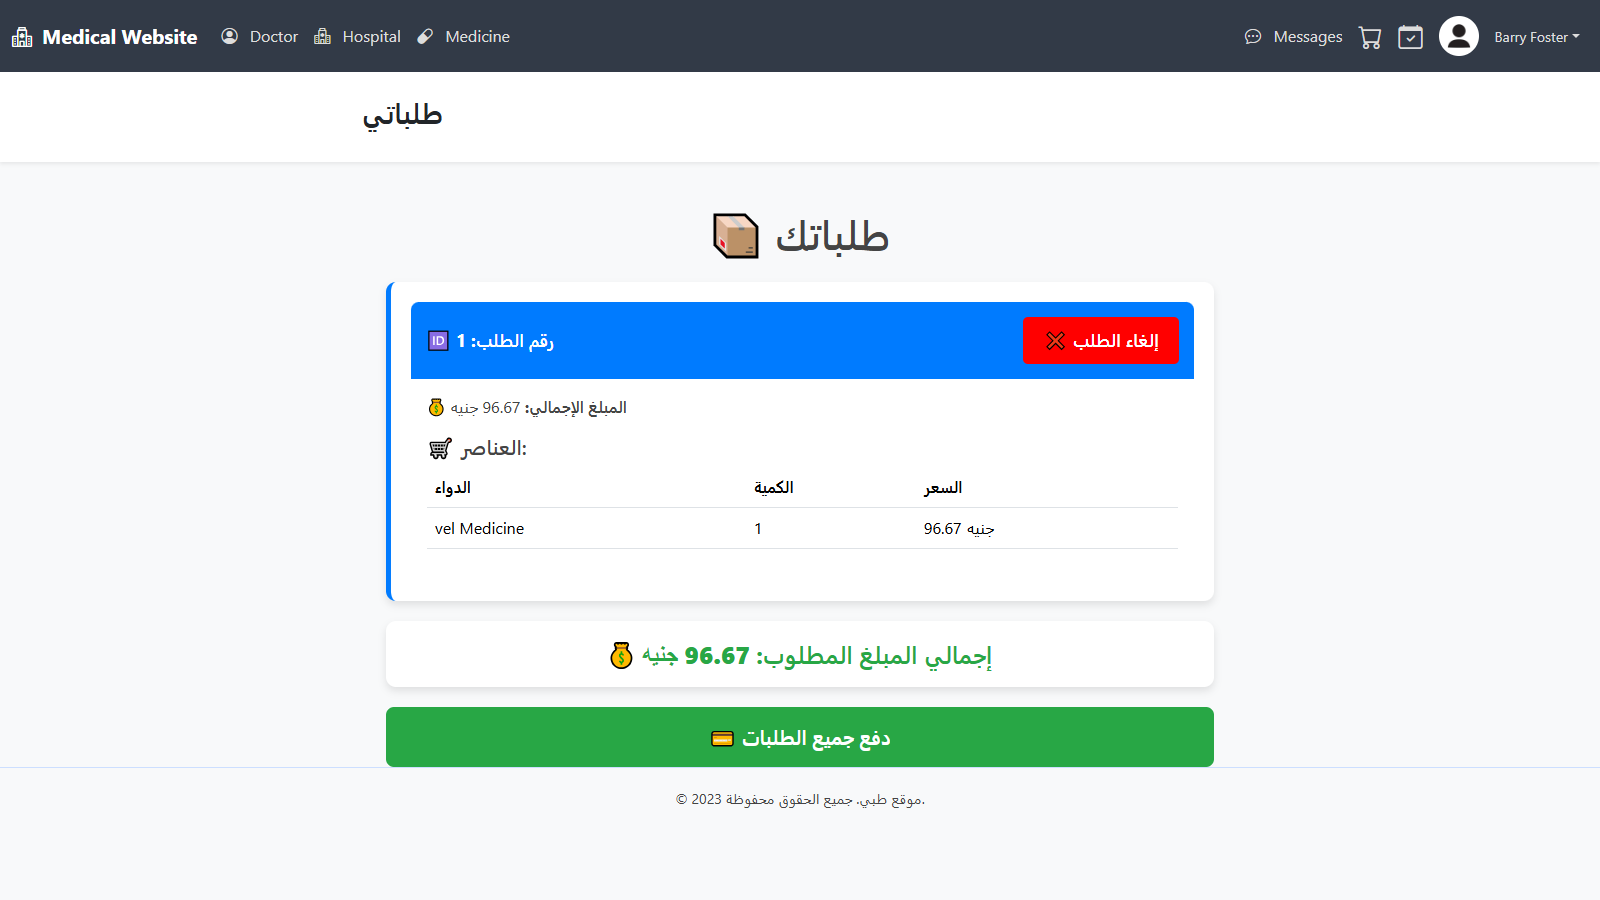 Medical Website Doctor Hospital Medicine Messages Barry Foster
طلباتي
طلباتك
رقم الطلب: 1 إلغاء الطلب
المبلغ الإجمالي: 96.67 جنيه
العناصر:
الدواء الكمية السعر
vel Medicine 1 96.67 جنيه
إجمالي المبلغ المطلوب: 96.67 جنيه
دفع جميع الطلبات
© 2023 موقع طبي. جميع الحقوق محفوظة.